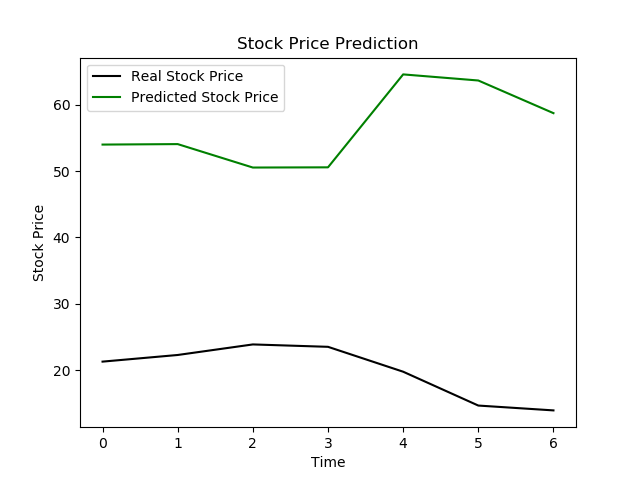 Stock Price Prediction
Real Stock Price
Predicted Stock Price
60
50
40
30
20
Stock Price
0 1 2 3 4 5 6
Time